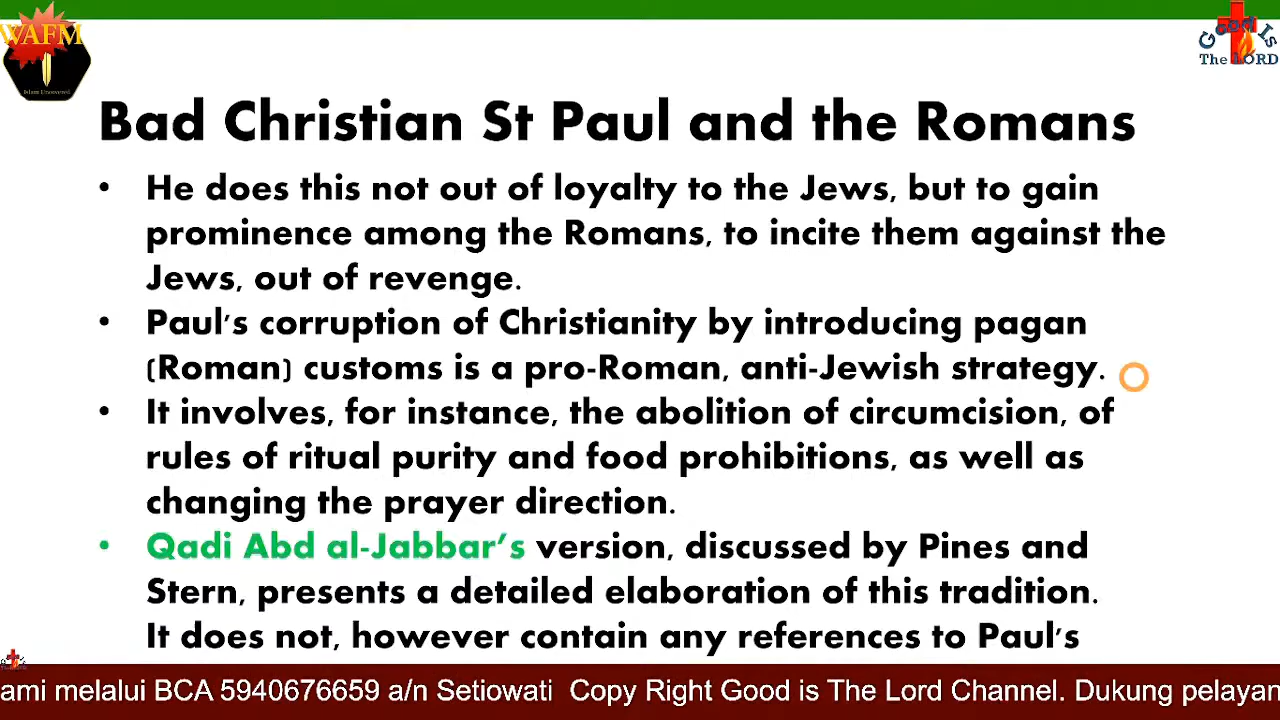 WAFM
Islam Uncovered
Good Is
The LORD
Bad Christian St Paul and the Romans
• He does this not out of loyalty to the Jews, but to gain
prominence among the Romans, to incite them against the
Jews, out of revenge.
• Paul's corruption of Christianity by introducing pagan
(Roman) customs is a pro-Roman, anti-Jewish strategy.
• It involves, for instance, the abolition of circumcision, of
rules of ritual purity and food prohibitions, as well as
changing the prayer direction.
• Qadi Abd al-Jabbar's version, discussed by Pines and
Stern, presents a detailed elaboration of this tradition.
It does not, however contain any references to Paul's
ami melalui BCA 5940676659 a/n Setiowati Copy Right Good is The Lord Channel. Dukung pelayan